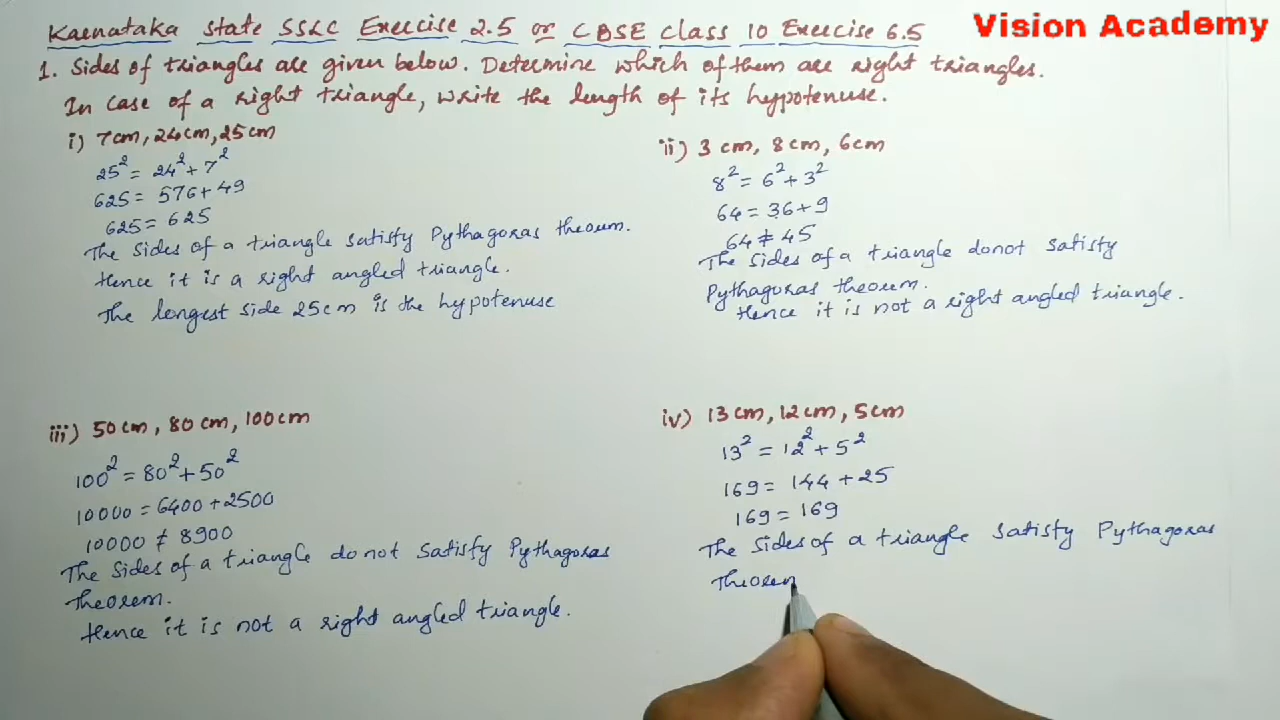 Karnataka State SSLC Exercise 2.5 or CBSE Class 10 Exercise 6.5
Vision Academy
1. Sides of triangles are given below. Determine which of them are right triangles.
In case of a right triangle, write the length of its hypotenuse.
i) 7cm, 24cm, 25cm
25² = 24² + 7²
625 = 576 + 49
625 = 625
The sides of a triangle satisfy Pythagoras theorem.
Hence it is a right angled triangle.
The longest side 25cm is the hypotenuse
ii) 3 cm, 8cm, 6cm
8² = 6² + 3²
64 = 36 + 9
64 ≠ 45
The sides of a triangle donot satisfy
Pythagoras theorem.
Hence it is not a right angled triangle.
iii) 50 cm, 80 cm, 100cm
100² = 80² + 50²
10000 = 6400 + 2500
10000 ≠ 8900
The sides of a triangle do not satisfy Pythagoras
Theorem.
Hence it is not a right angled triangle.
iv) 13 cm, 12 cm, 5cm
13² = 12² + 5²
169 = 144 + 25
169 = 169
The sides of a triangle satisfy Pythagoras
Theorem